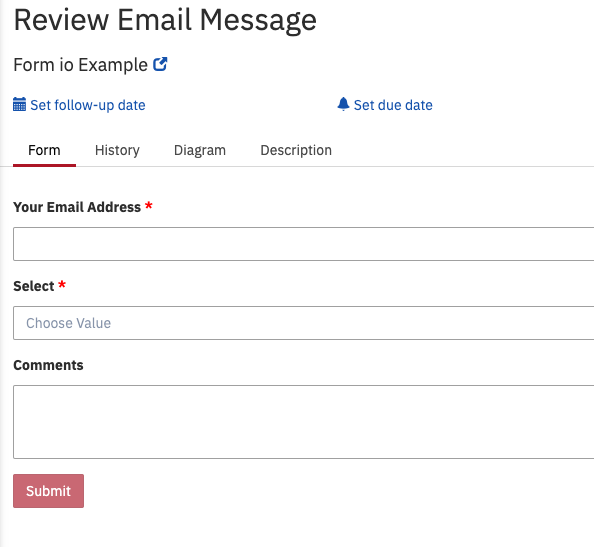 Review Email Message
Form io Example
Set follow-up date Set due date
Form History Diagram Description
Your Email Address *
Select *
Choose Value
Comments
Submit